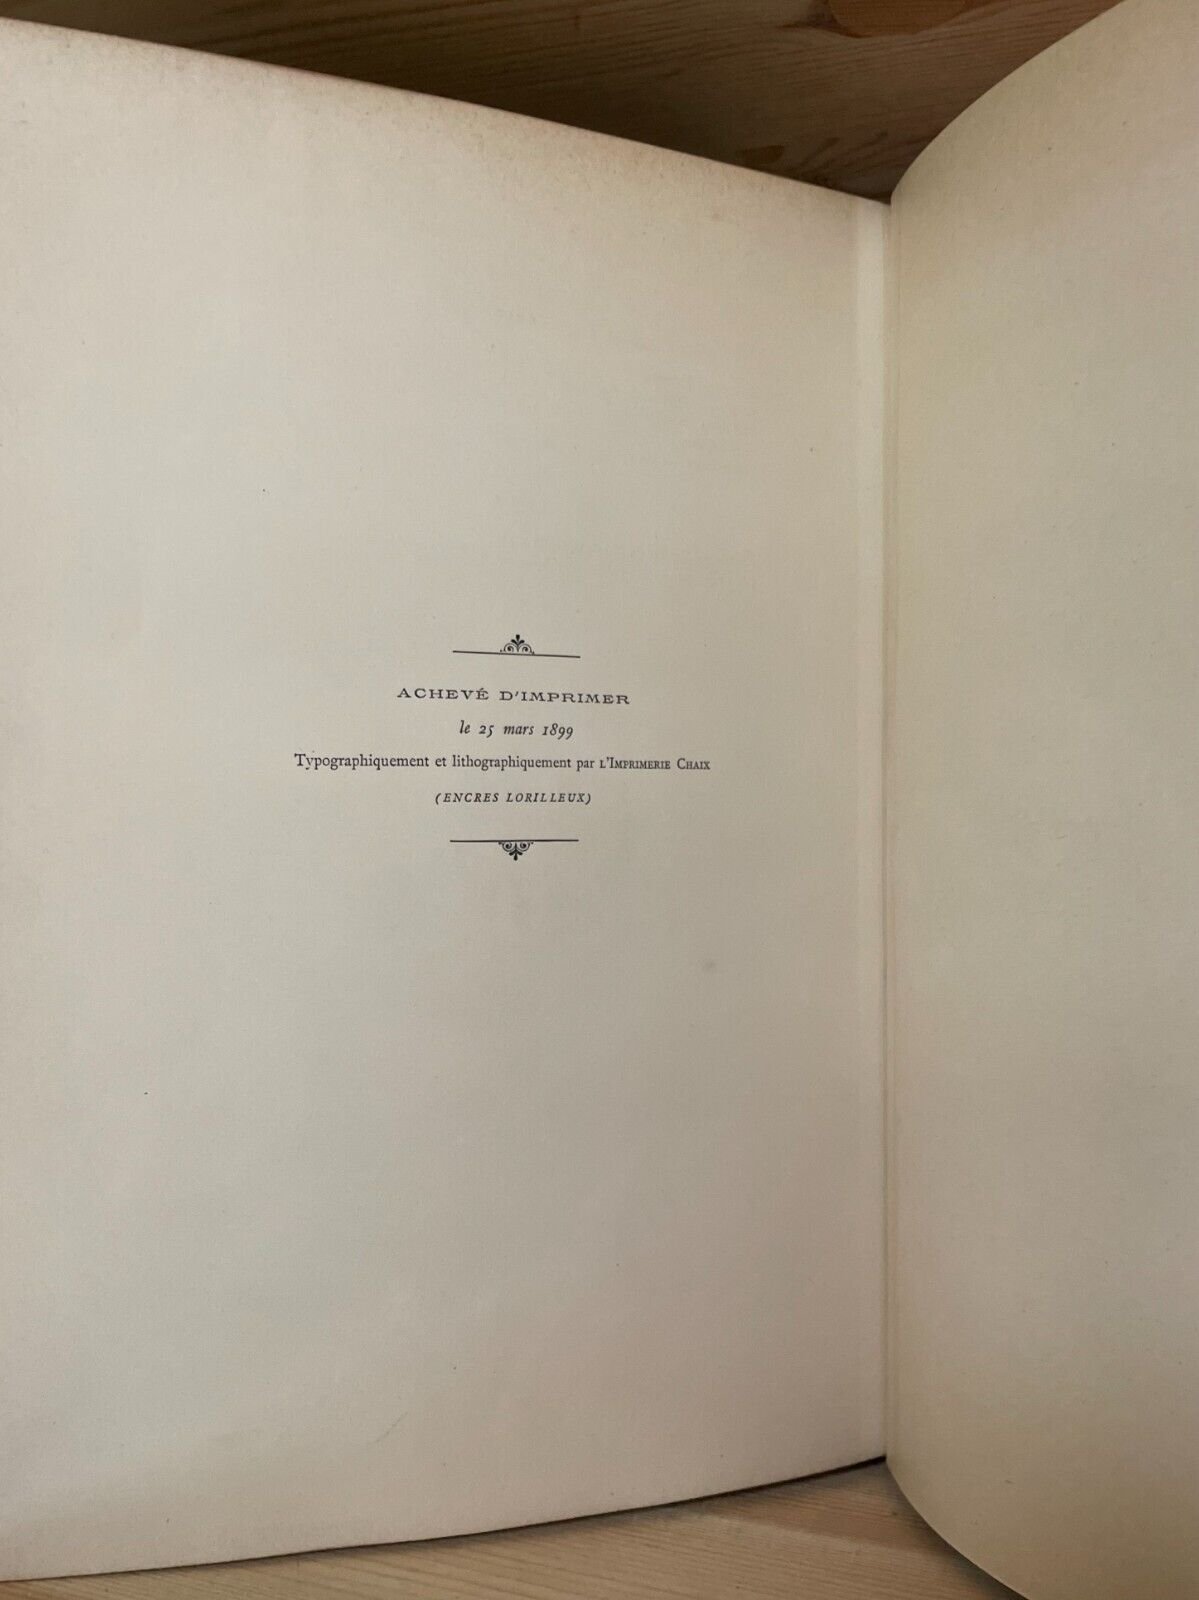 ACHEVÉ D'IMPRIMER
le 25 mars 1899
Typographiquement et lithographiquement par L'IMPRIMERIE CHAIX
(ENCRES LORILLEUX)